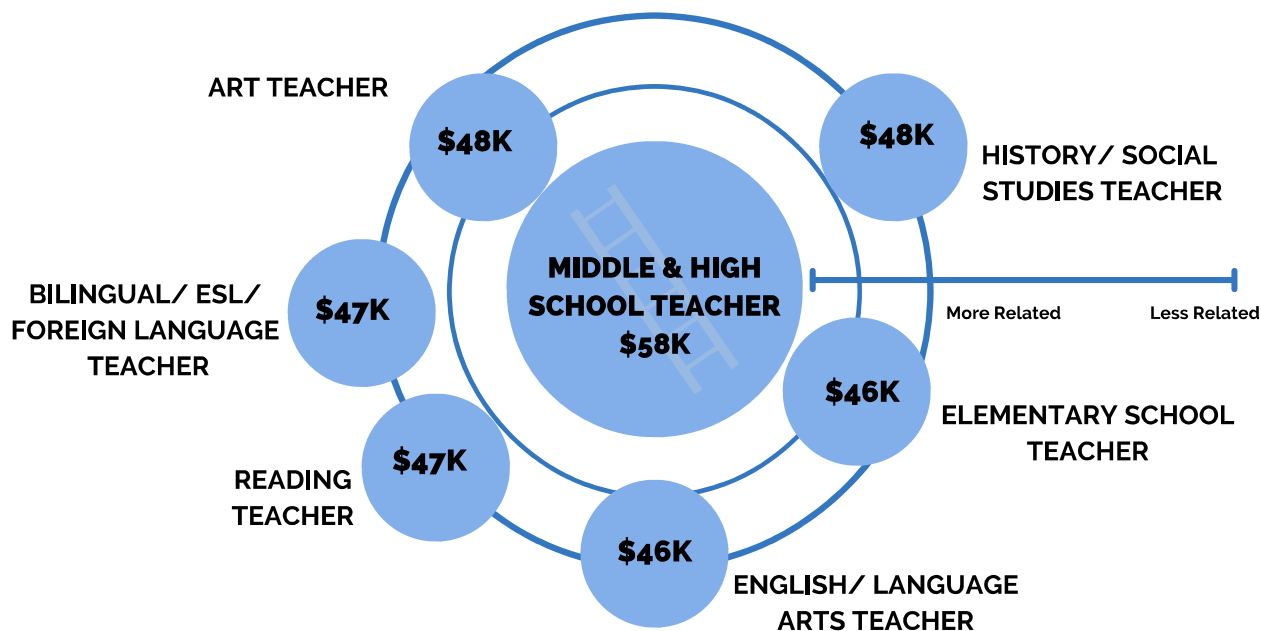 ART TEACHER
$48K
$48K
HISTORY/ SOCIAL
STUDIES TEACHER
MIDDLE & HIGH
SCHOOL TEACHER
$58K
More Related
Less Related
BILINGUAL/ ESL/
FOREIGN LANGUAGE
TEACHER
$47K
$46K
ELEMENTARY SCHOOL
TEACHER
READING
TEACHER
$47K
$46K
ENGLISH/ LANGUAGE
ARTS TEACHER